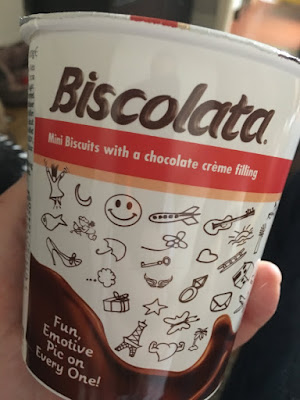 Biscolata
Mini Biscuits with a chocolate crème filling
Fun,
Emotive
Pic on
Every One!